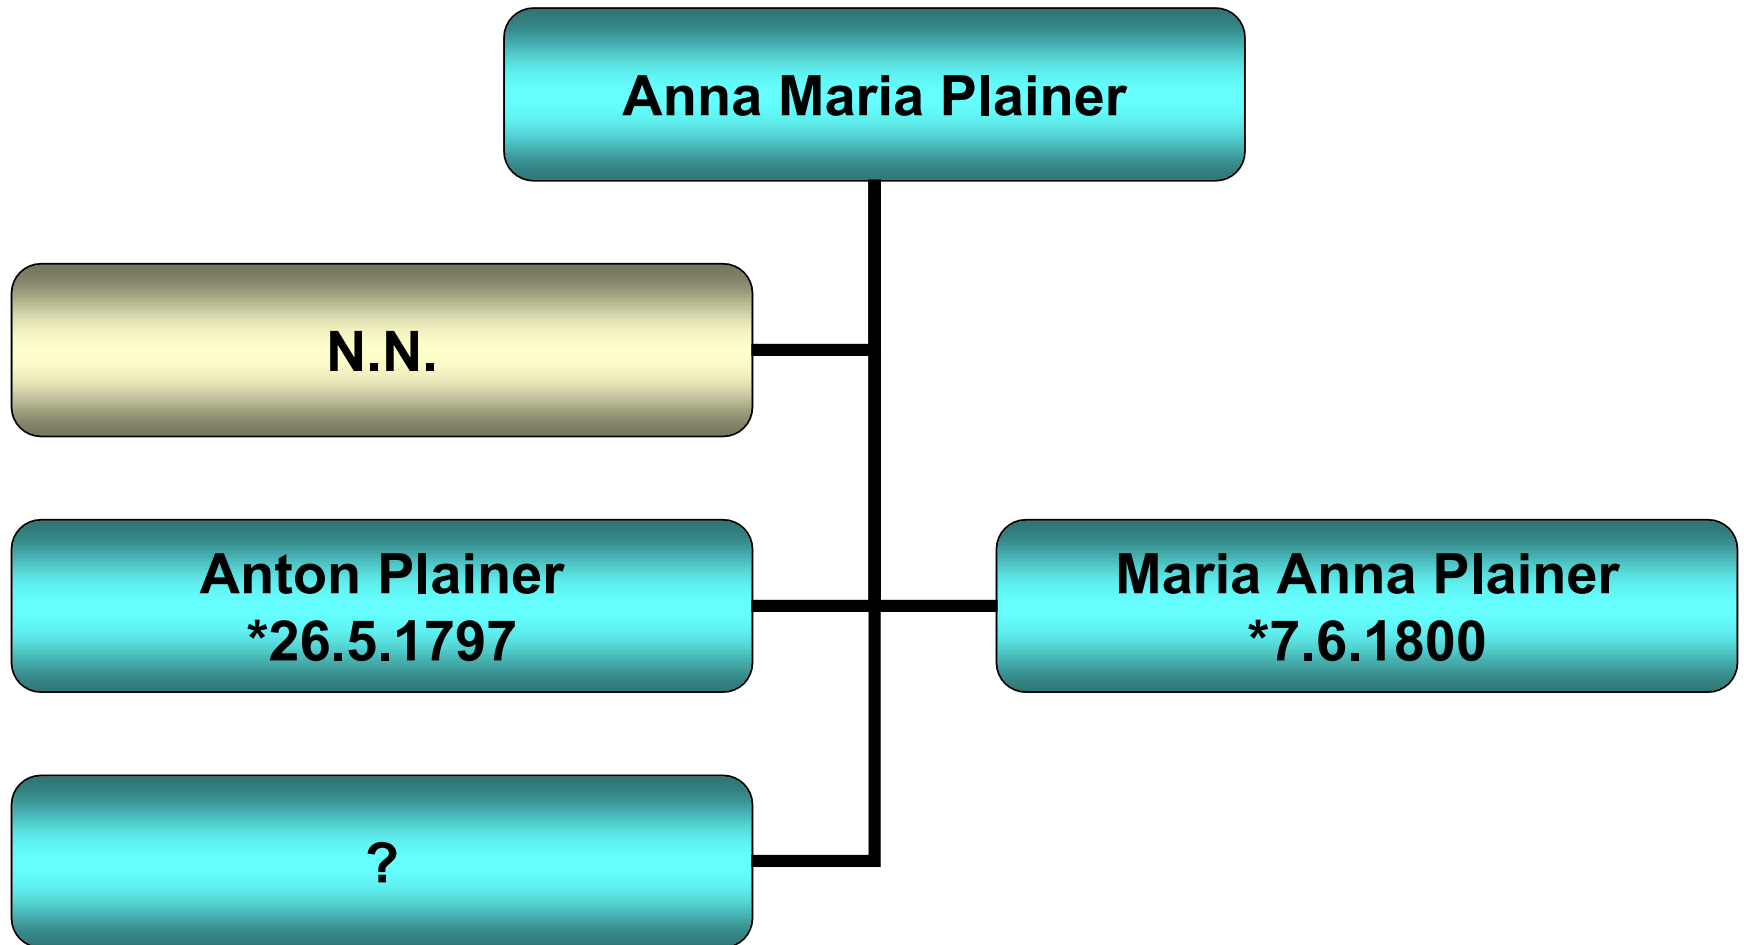 Anna Maria Plainer
N.N.
Anton Plainer
*26.5.1797
Maria Anna Plainer
*7.6.1800
?